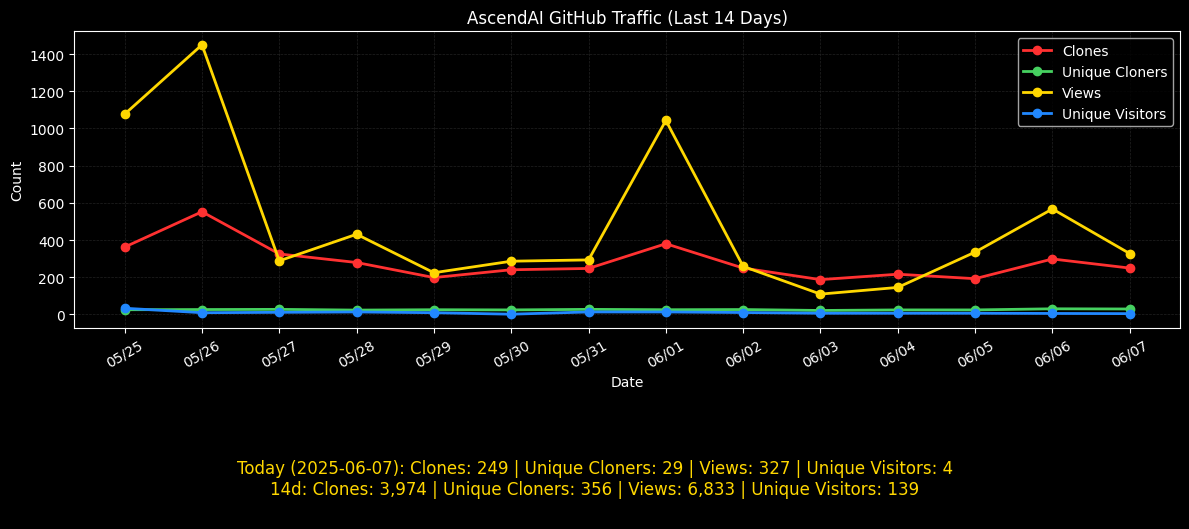 AscendAI GitHub Traffic (Last 14 Days)
Clones
Unique Cloners
Views
Unique Visitors
Count
1400
1200
1000
800
600
400
200
0
05/25
05/26
05/27
05/28
05/29
05/30
05/31
06/01
06/02
06/03
06/04
06/05
06/06
06/07
Date
Today (2025-06-07): Clones: 249 | Unique Cloners: 29 | Views: 327 | Unique Visitors: 4
14d: Clones: 3,974 | Unique Cloners: 356 | Views: 6,833 | Unique Visitors: 139